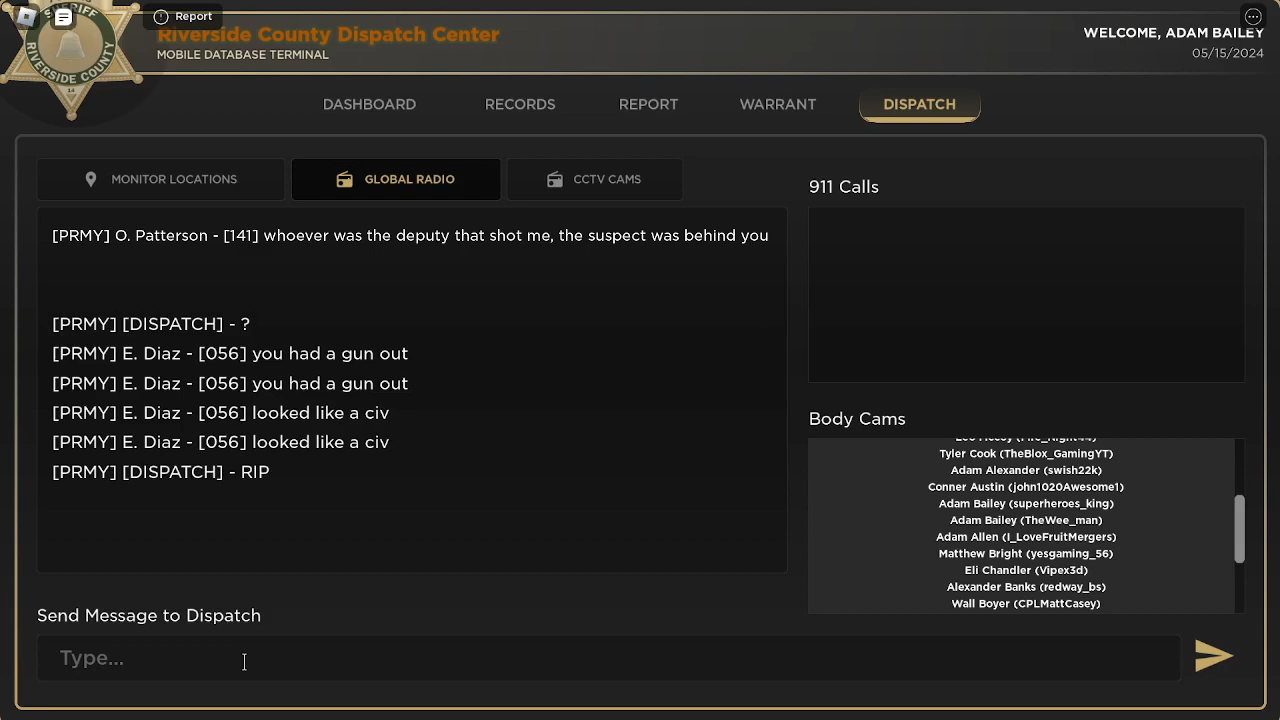 Report
SHERIFF
RIVERSIDE COUNTY
14
Riverside County Dispatch Center
MOBILE DATABASE TERMINAL
WELCOME, ADAM BAILEY
05/15/2024
DASHBOARD
RECORDS
REPORT
WARRANT
DISPATCH
MONITOR LOCATIONS
GLOBAL RADIO
CCTV CAMS
[PRMY] O. Patterson - [141] whoever was the deputy that shot me, the suspect was behind you
[PRMY] [DISPATCH] - ?
[PRMY] E. Diaz - [056] you had a gun out
[PRMY] E. Diaz - [056] you had a gun out
[PRMY] E. Diaz - [056] looked like a civ
[PRMY] E. Diaz - [056] looked like a civ
[PRMY] [DISPATCH] - RIP
911 Calls
Body Cams
Tyler Cook (TheBlox_GamingYT)
Adam Alexander (swish22k)
Conner Austin (john1020Awesome1)
Adam Bailey (superheroes_king)
Adam Bailey (TheWee_man)
Adam Allen (I_LoveFruitMergers)
Matthew Bright (yesgaming_56)
Eli Chandler (Vipex3d)
Alexander Banks (redway_bs)
Wall Boyer (CPLMattCasey)
Send Message to Dispatch
Type...